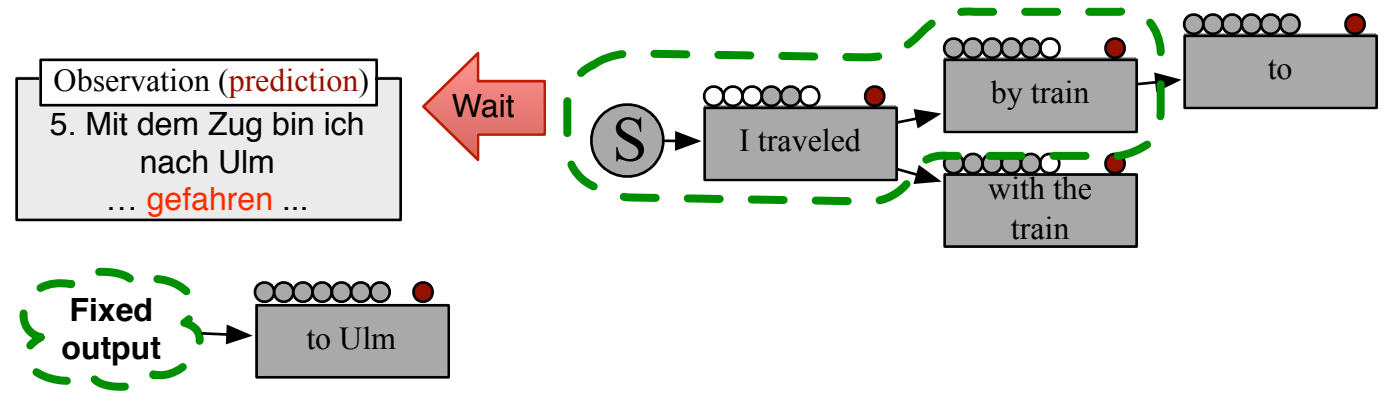 Observation (prediction)
5. Mit dem Zug bin ich
nach Ulm
… gefahren ...
Wait
S
I traveled
by train
to
with the
train
Fixed
output
to Ulm